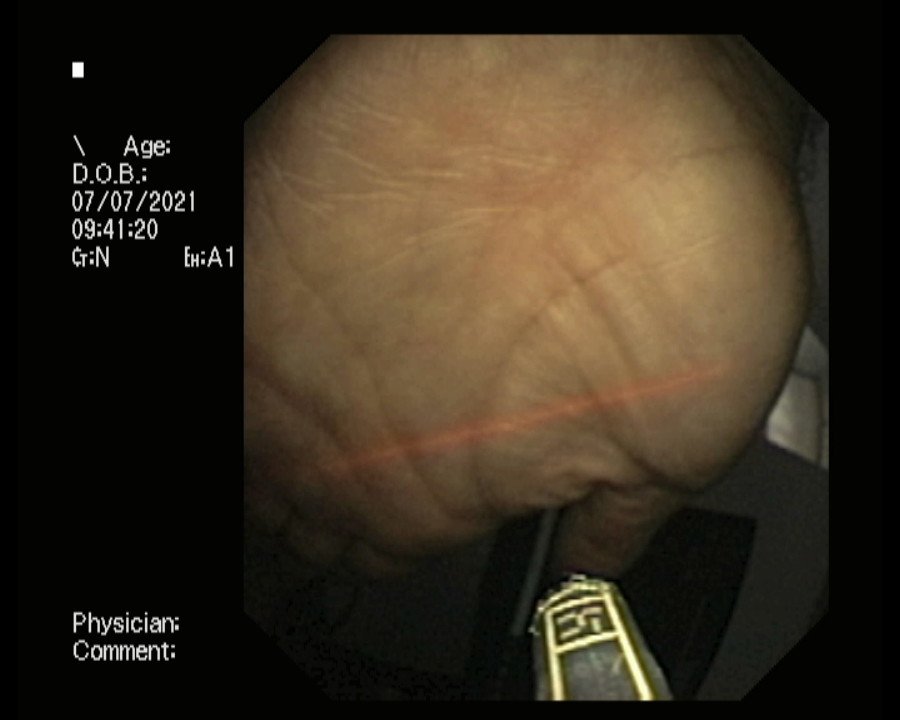 \ Age:
D.O.B.:
07/07/2021
09:41:20
Cr:N Eh:A1
Physician:
Comment: